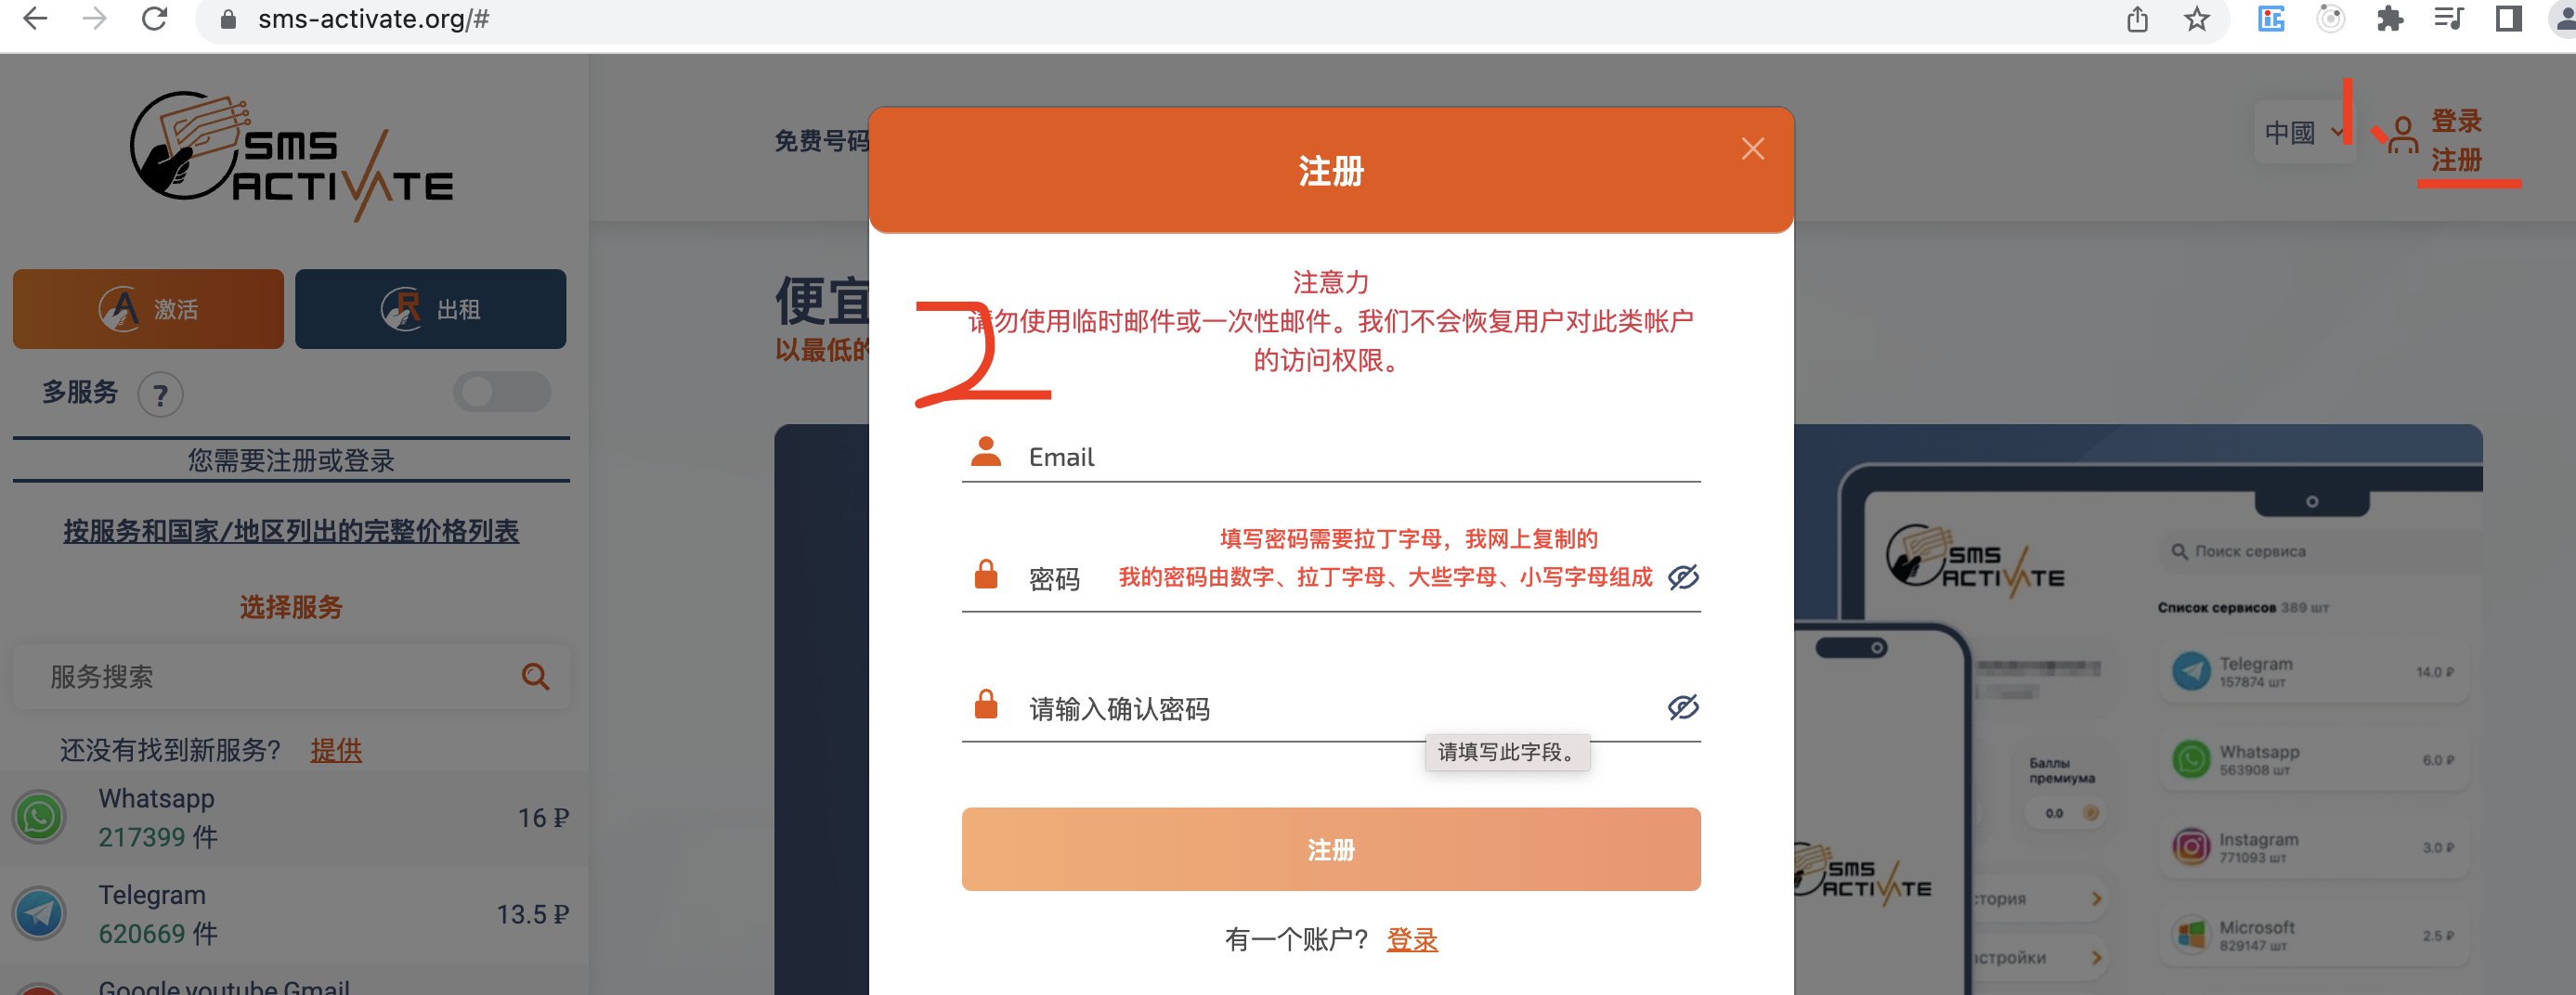 sms-activate.org/#
SMS
ACTIVATE
免费号码
中國
登录
注册
激活
出租
多服务 ?
您需要注册或登录
按服务和国家/地区列出的完整价格列表
选择服务
服务搜索
还没有找到新服务? 提供
Whatsapp
217399 件
16 ₽
Telegram
620669 件
13.5 ₽
Google youtube Gmail
便宜
以最低的
注册
注意力
2
请勿使用临时邮件或一次性邮件。我们不会恢复用户对此类帐户
的访问权限。
Email
填写密码需要拉丁字母，我网上复制的
密码
我的密码由数字、拉丁字母、大些字母、小写字母组成
请输入确认密码
请填写此字段。
注册
有一个账户? 登录
SMS
ACTIVATE
Поиск сервиса
Список сервисов 389 шт
Telegram
157874 шт
14.0 ₽
Whatsapp
563908 шт
6.0 ₽
Instagram
771093 шт
3.0 ₽
Microsoft
829147 шт
2.5 ₽
Баллы
премиума
0.0
SMS
ACTIVATE
стория
астройки